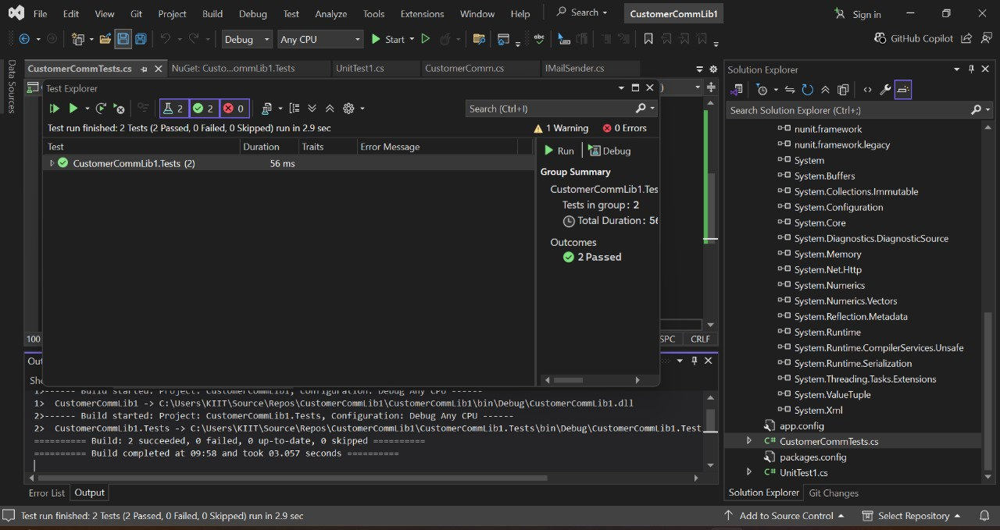 File Edit View Git Project Build Debug Test Analyze Tools Extensions Window Help Search CustomerCommLib1 Sign in
Debug Any CPU Start abc GitHub Copilot
Data Sources
CustomerCommTests.cs NuGet: Custo...ommLib1.Tests UnitTest1.cs CustomerComm.cs IMailSender.cs
Test Explorer
2 2 0 Search (Ctrl+I)
Test run finished: 2 Tests (2 Passed, 0 Failed, 0 Skipped) run in 2.9 sec 1 Warning 0 Errors
Test Duration Traits Error Message
CustomerCommLib1.Tests (2) 56 ms
Run Debug
Group Summary
CustomerCommLib1.Tes
Tests in group: 2
Total Duration: 56
Outcomes
2 Passed
100 SPC CRLF
Out
Sho
1>------ Build started: Project: CustomerCommLib1, Configuration: Debug Any CPU ------
1> CustomerCommLib1 -> C:\Users\KIIT\Source\Repos\CustomerCommLib1\CustomerCommLib1\bin\Debug\CustomerCommLib1.dll
2>------ Build started: Project: CustomerCommLib1.Tests, Configuration: Debug Any CPU ------
2> CustomerCommLib1.Tests -> C:\Users\KIIT\Source\Repos\CustomerCommLib1\CustomerCommLib1.Tests\bin\Debug\CustomerCommLib1.Test
========== Build: 2 succeeded, 0 failed, 0 up-to-date, 0 skipped ==========
========== Build completed at 09:58 and took 03.057 seconds ==========
Error List Output
Solution Explorer
Search Solution Explorer (Ctrl+;)
nunit.framework
nunit.framework.legacy
System
System.Buffers
System.Collections.Immutable
System.Configuration
System.Core
System.Diagnostics.DiagnosticSource
System.Memory
System.Net.Http
System.Numerics
System.Numerics.Vectors
System.Reflection.Metadata
System.Runtime
System.Runtime.CompilerServices.Unsafe
System.Runtime.Serialization
System.Threading.Tasks.Extensions
System.ValueTuple
System.Xml
app.config
C# CustomerCommTests.cs
packages.config
C# UnitTest1.cs
Solution Explorer Git Changes
Test run finished: 2 Tests (2 Passed, 0 Failed, 0 Skipped) run in 2.9 sec Add to Source Control Select Repository